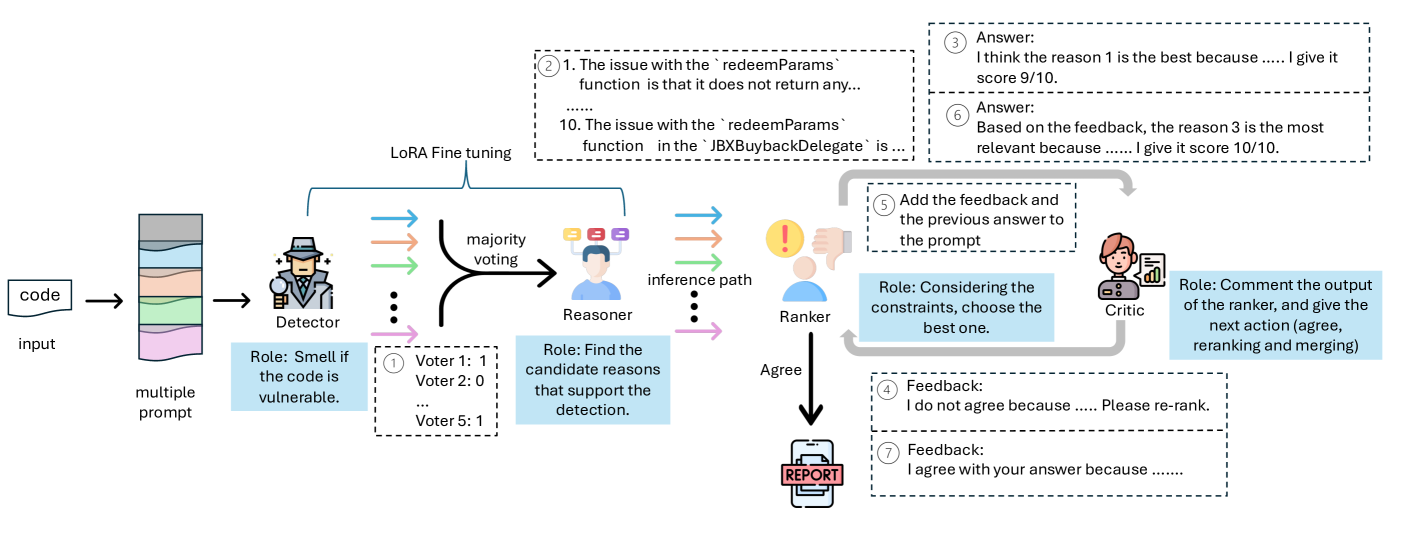 code
input
multiple
prompt
LoRA Fine tuning
Detector
Role: Smell if
the code is
vulnerable.
① Voter 1: 1
Voter 2: 0
...
Voter 5: 1
majority
voting
Reasoner
Role: Find the
candidate reasons
that support the
detection.
② 1. The issue with the `redeemParams`
function is that it does not return any...
......
10. The issue with the `redeemParams`
function in the `JBXBuybackDelegate` is ...
inference path
Ranker
Role: Considering the
constraints, choose the
best one.
③ Answer:
I think the reason 1 is the best because ..... I give it
score 9/10.
⑥ Answer:
Based on the feedback, the reason 3 is the most
relevant because ...... I give it score 10/10.
⑤ Add the feedback and
the previous answer to
the prompt
Critic
Role: Comment the output
of the ranker, and give the
next action (agree,
reranking and merging)
Agree
④ Feedback:
I do not agree because ..... Please re-rank.
⑦ Feedback:
I agree with your answer because .......
REPORT